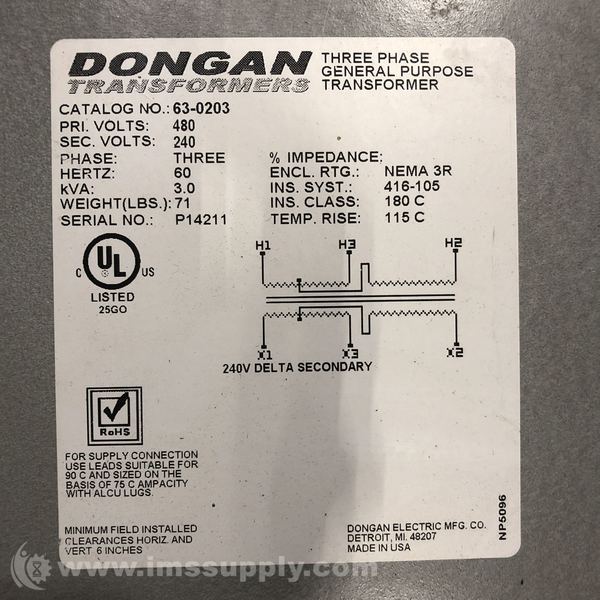 DONGAN
TRANSFORMERS
THREE PHASE
GENERAL PURPOSE
TRANSFORMER
CATALOG NO.: 63-0203
PRI. VOLTS: 480
SEC. VOLTS: 240
PHASE: THREE
HERTZ: 60
kVA: 3.0
WEIGHT(LBS.): 71
SERIAL NO.: P14211
% IMPEDANCE:
ENCL. RTG.: NEMA 3R
INS. SYST.: 416-105
INS. CLASS: 180 C
TEMP. RISE: 115 C
H1 H3 H2
X1 X3 X2
240V DELTA SECONDARY
C UL US
LISTED
25GO
RoHS
FOR SUPPLY CONNECTION
USE LEADS SUITABLE FOR
90 C AND SIZED ON THE
BASIS OF 75 C AMPACITY
WITH ALCU LUGS.
MINIMUM FIELD INSTALLED
CLEARANCES HORIZ. AND
VERT. 6 INCHES
DONGAN ELECTRIC MFG. CO.
DETROIT, MI. 48207
MADE IN USA
NP5096
© www.imssupply.com